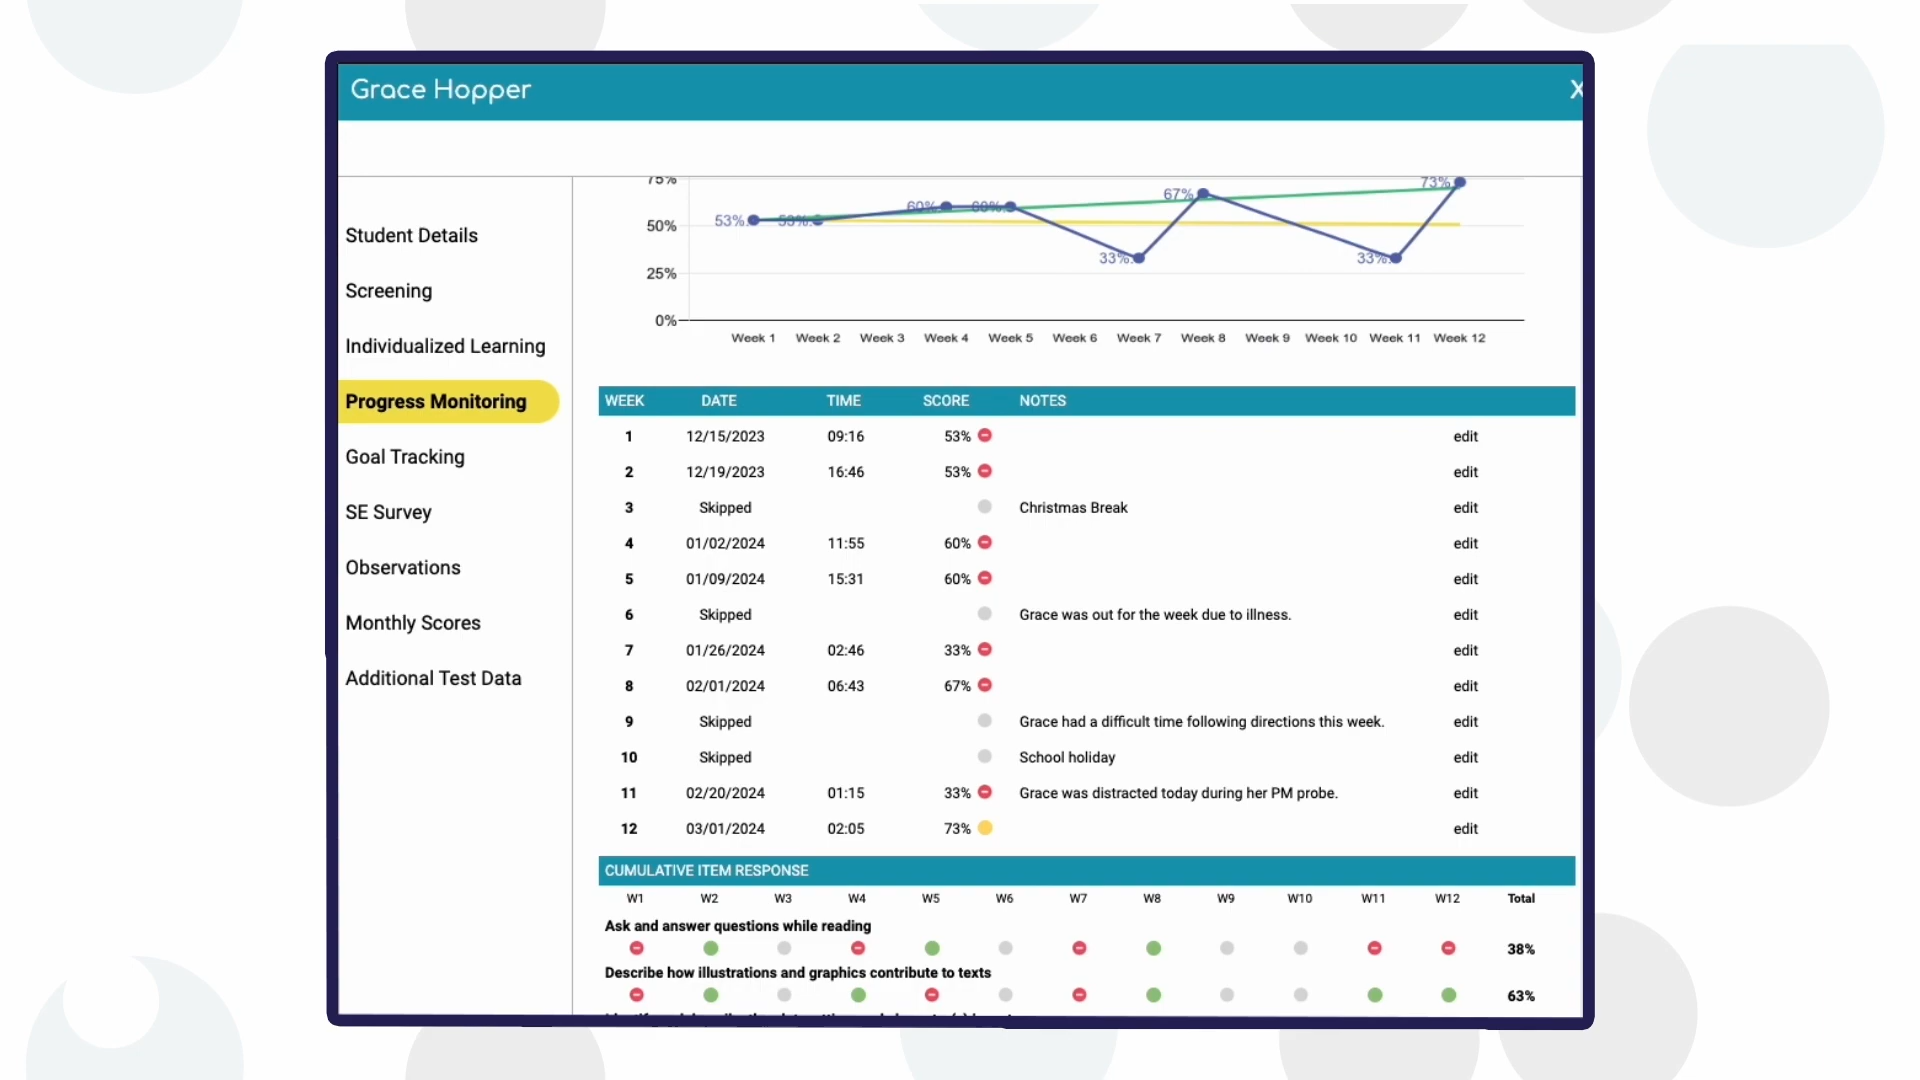 Grace Hopper X
Student Details
Screening
Individualized Learning
Progress Monitoring
Goal Tracking
SE Survey
Observations
Monthly Scores
Additional Test Data
75%
50%
25%
0%
53% 53% 60% 60% 33% 67% 33% 73%
Week 1 Week 2 Week 3 Week 4 Week 5 Week 6 Week 7 Week 8 Week 9 Week 10 Week 11 Week 12
WEEK DATE TIME SCORE NOTES
1 12/15/2023 09:16 53% edit
2 12/19/2023 16:46 53% edit
3 Skipped Christmas Break edit
4 01/02/2024 11:55 60% edit
5 01/09/2024 15:31 60% edit
6 Skipped Grace was out for the week due to illness. edit
7 01/26/2024 02:46 33% edit
8 02/01/2024 06:43 67% edit
9 Skipped Grace had a difficult time following directions this week. edit
10 Skipped School holiday edit
11 02/20/2024 01:15 33% Grace was distracted today during her PM probe. edit
12 03/01/2024 02:05 73% edit
CUMULATIVE ITEM RESPONSE
W1 W2 W3 W4 W5 W6 W7 W8 W9 W10 W11 W12 Total
Ask and answer questions while reading
38%
Describe how illustrations and graphics contribute to texts
63%